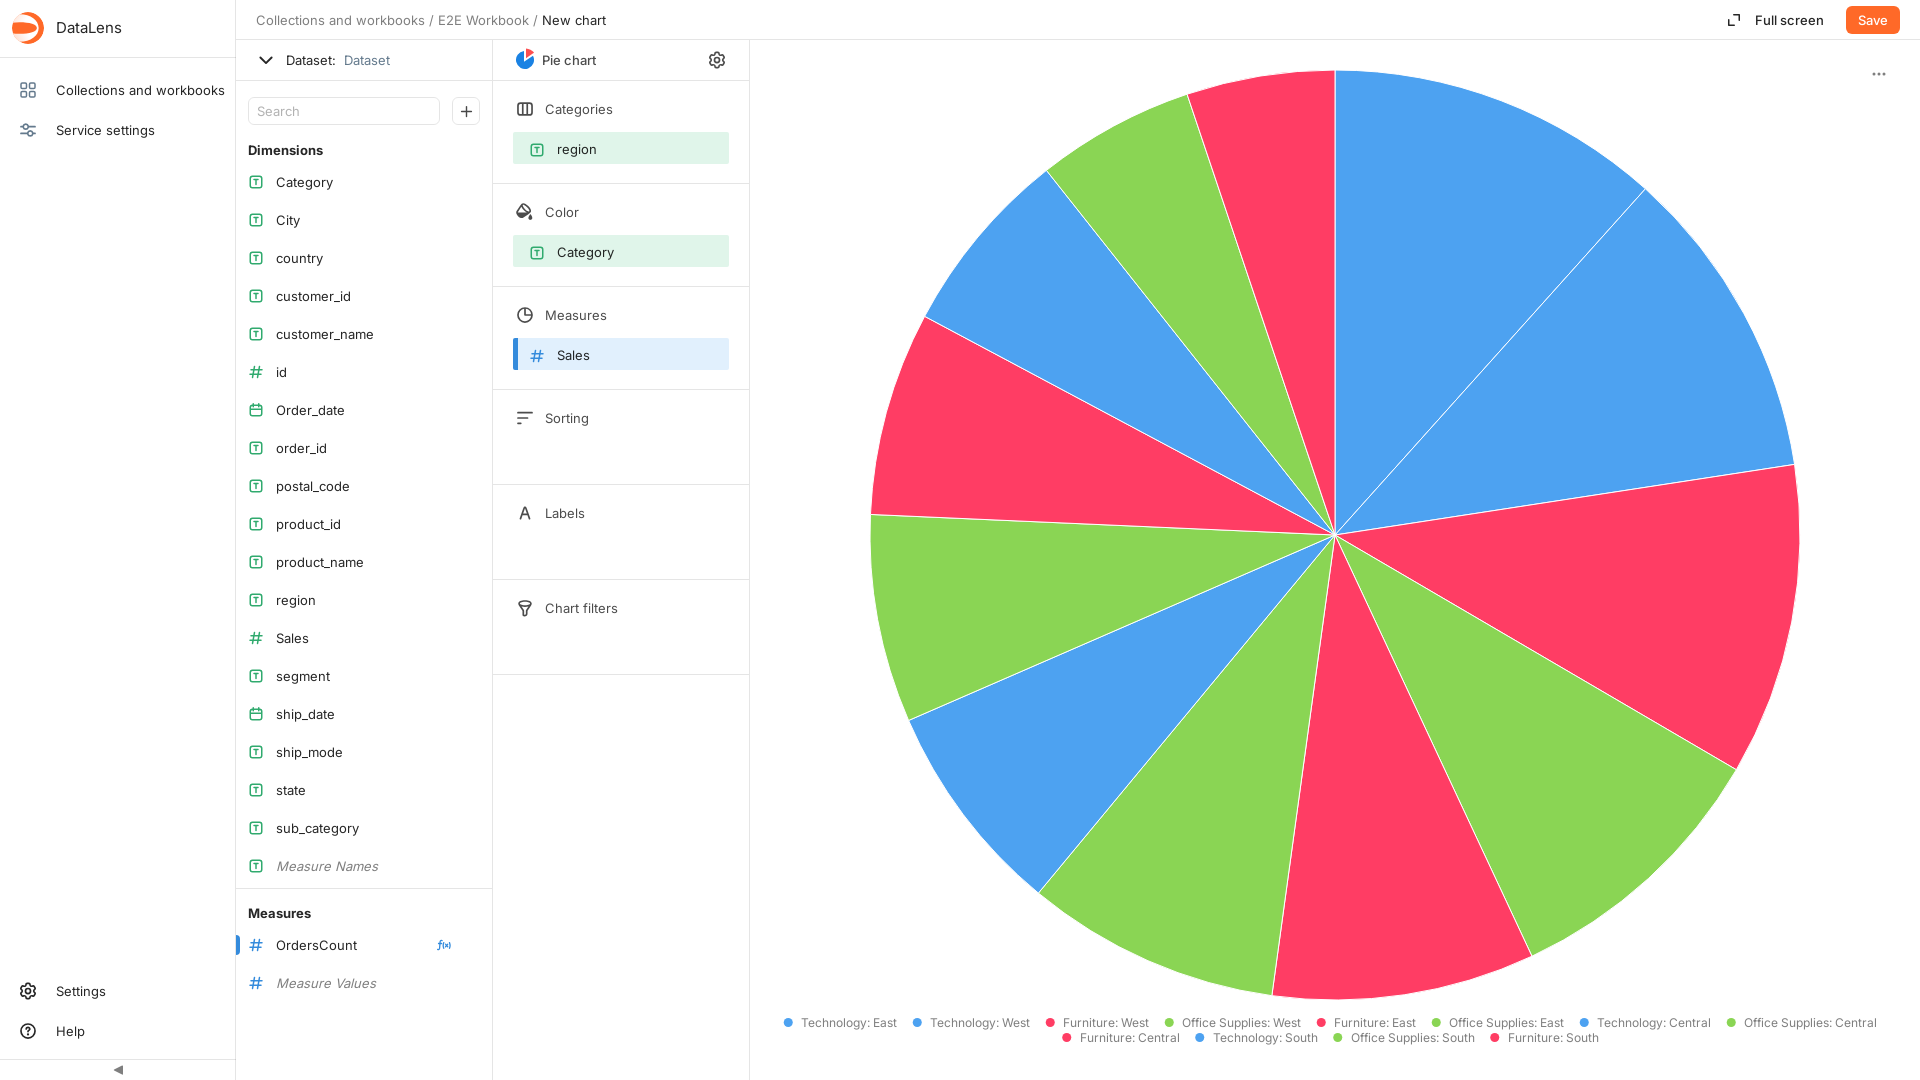 DataLens
Collections and workbooks
Service settings
Settings
Help
Collections and workbooks / E2E Workbook / New chart
Full screen
Save
Dataset: Dataset
Search
Dimensions
Category
City
country
customer_id
customer_name
id
Order_date
order_id
postal_code
product_id
product_name
region
Sales
segment
ship_date
ship_mode
state
sub_category
Measure Names
Measures
OrdersCount
f(x)
Measure Values
Pie chart
Categories
region
Color
Category
Measures
Sales
Sorting
Labels
Chart filters
Technology: East Technology: West Furniture: West Office Supplies: West Furniture: East Office Supplies: East Technology: Central Office Supplies: Central
Furniture: Central Technology: South Office Supplies: South Furniture: South